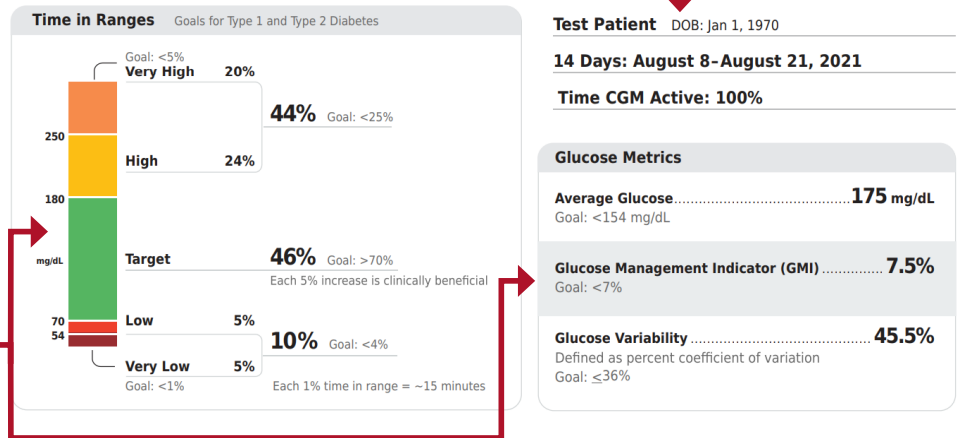 Time in Ranges Goals for Type 1 and Type 2 Diabetes
Goal: <5%
Very High 20%
44% Goal: <25%
250
High 24%
180
mg/dL
Target 46% Goal: >70%
Each 5% increase is clinically beneficial
70
Low 5%
54
10% Goal: <4%
Very Low 5%
Goal: <1% Each 1% time in range = ~15 minutes
Test Patient DOB: Jan 1, 1970
14 Days: August 8–August 21, 2021
Time CGM Active: 100%
Glucose Metrics
Average Glucose..........................................175 mg/dL
Goal: <154 mg/dL
Glucose Management Indicator (GMI)............... 7.5%
Goal: <7%
Glucose Variability........................................... 45.5%
Defined as percent coefficient of variation
Goal: ≤36%